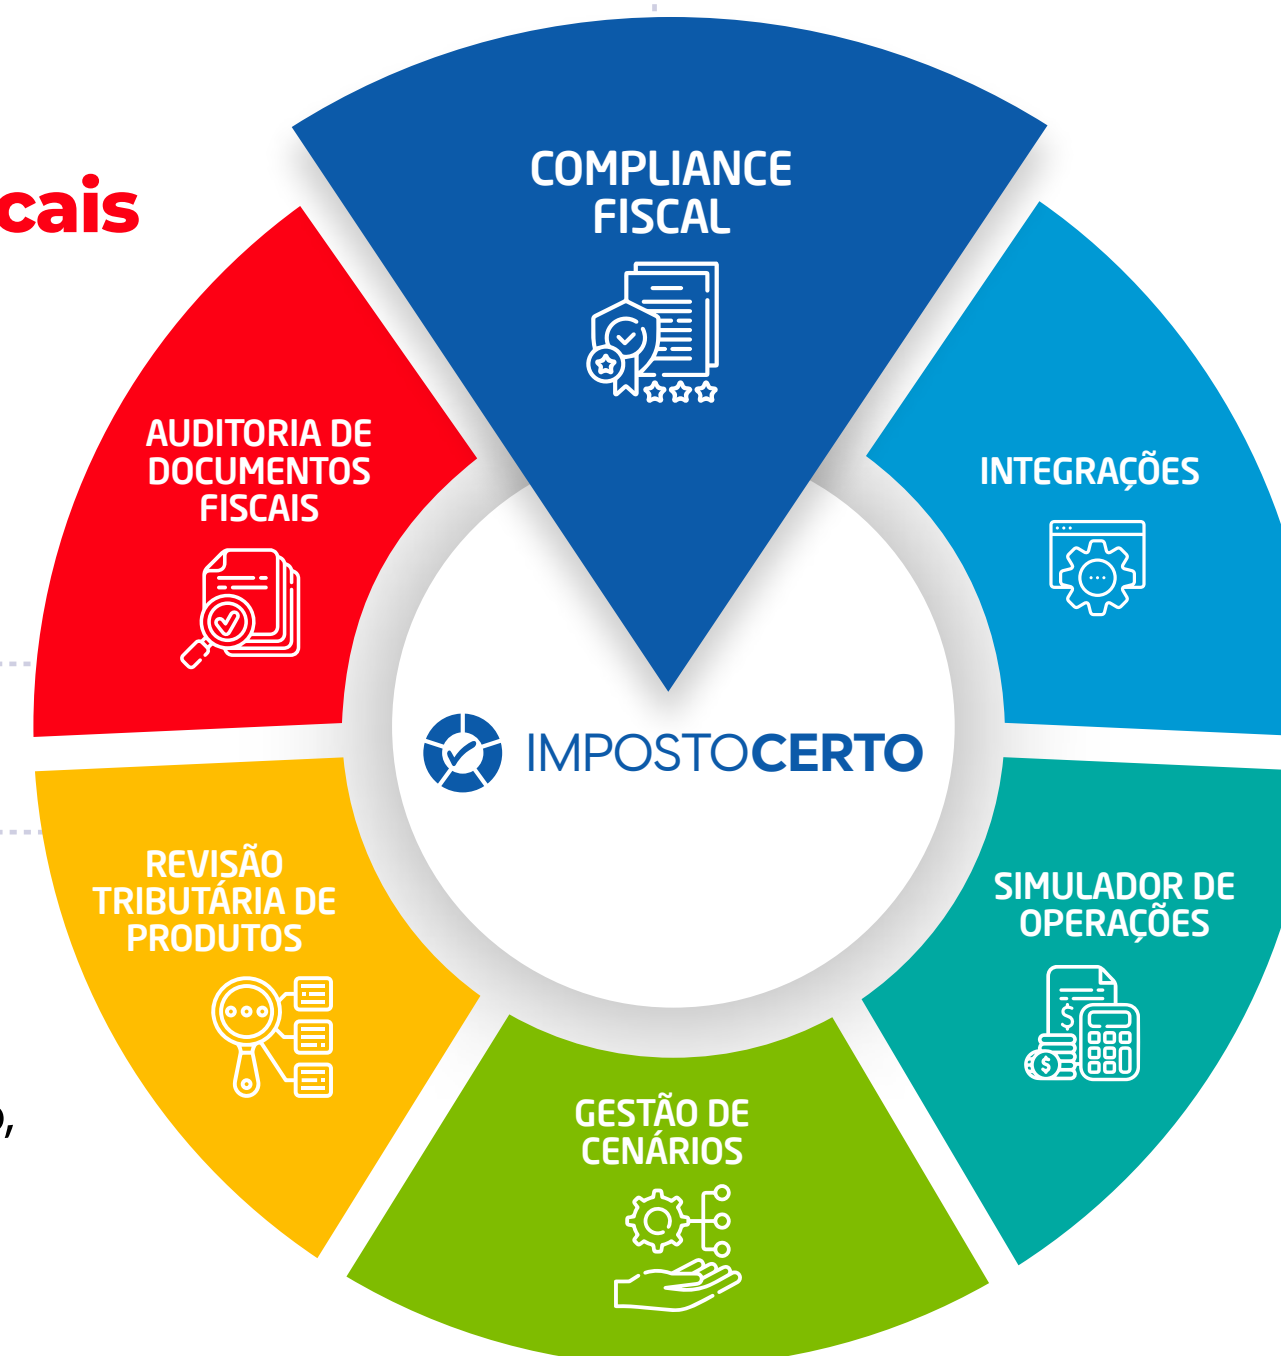 COMPLIANCE
FISCAL
cais
AUDITORIA DE
DOCUMENTOS
FISCAIS
INTEGRAÇÕES
IMPOSTOCERTO
REVISÃO
TRIBUTÁRIA DE
PRODUTOS
SIMULADOR DE
OPERAÇÕES
GESTÃO DE
CENÁRIOS